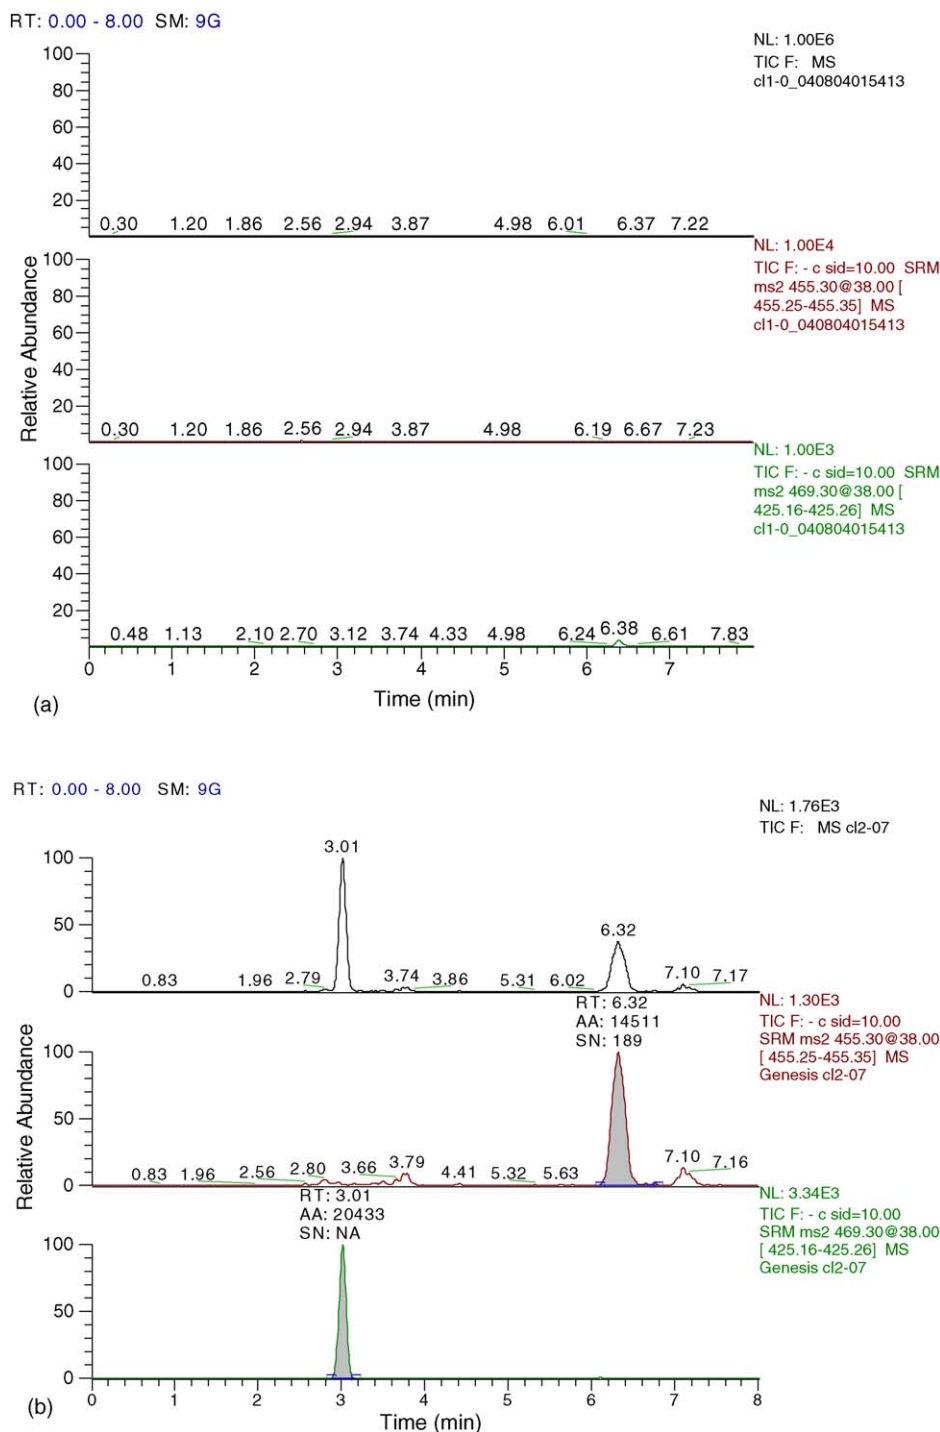 RT: 0.00 - 8.00 SM: 9G
NL: 1.00E6
TIC F: MS
cl1-0_040804015413
100
80
60
40
20
0.30 1.20 1.86 2.56 2.94 3.87 4.98 6.01 6.37 7.22
NL: 1.00E4
TIC F: - c sid=10.00 SRM
ms2 455.30@38.00 [
455.25-455.35] MS
cl1-0_040804015413
Relative Abundance
100
80
60
40
20
0.30 1.20 1.86 2.56 2.94 3.87 4.98 6.19 6.67 7.23
NL: 1.00E3
TIC F: - c sid=10.00 SRM
ms2 469.30@38.00 [
425.16-425.26] MS
cl1-0_040804015413
100
80
60
40
20
0.48 1.13 2.10 2.70 3.12 3.74 4.33 4.98 6.24 6.38 6.61 7.83
0 1 2 3 4 5 6 7
Time (min)
(a)
RT: 0.00 - 8.00 SM: 9G
NL: 1.76E3
TIC F: MS cl2-07
100
50
0
3.01
6.32
0.83 1.96 2.79 3.74 3.86 5.31 6.02 7.10 7.17
NL: 1.30E3
TIC F: - c sid=10.00
SRM ms2 455.30@38.00
[ 455.25-455.35] MS
Genesis cl2-07
RT: 6.32
AA: 14511
SN: 189
Relative Abundance
100
50
0
0.83 1.96 2.56 2.80 3.66 3.79 4.41 5.32 5.63 7.10 7.16
NL: 3.34E3
TIC F: - c sid=10.00
SRM ms2 469.30@38.00
[ 425.16-425.26] MS
Genesis cl2-07
RT: 3.01
AA: 20433
SN: NA
100
50
0
0 1 2 3 4 5 6 7 8
Time (min)
(b)